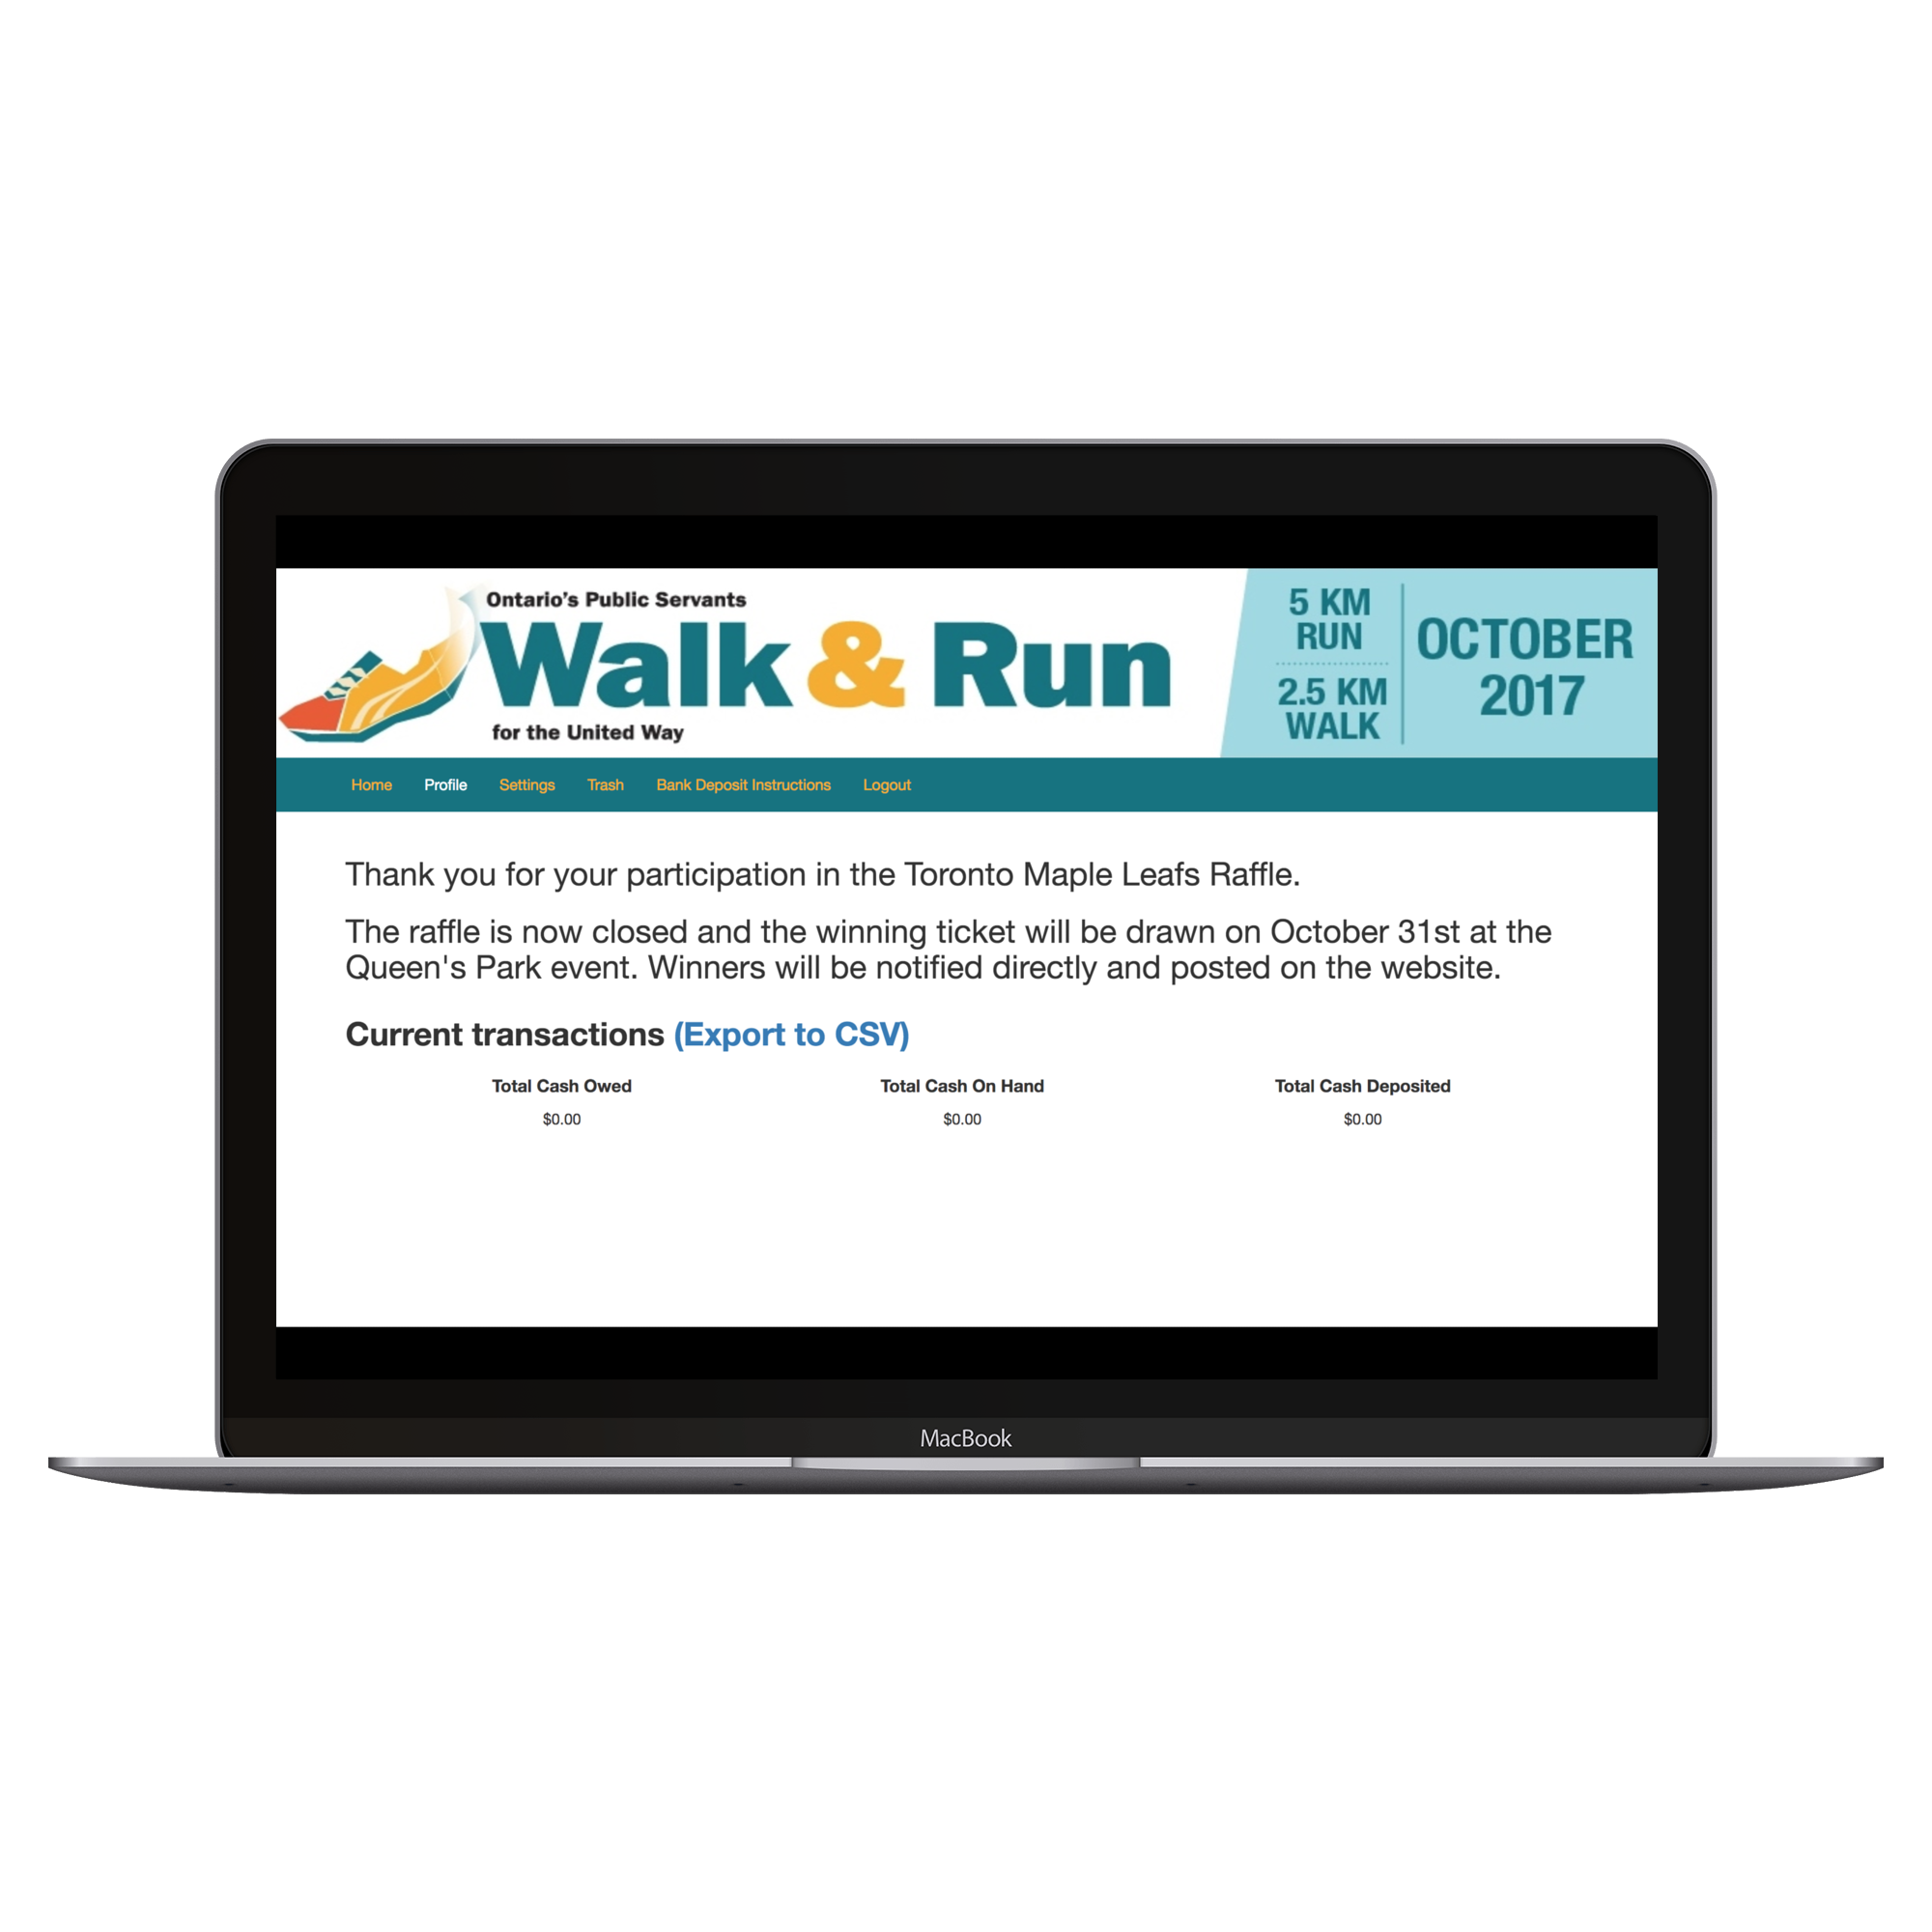 Ontario's Public Servants
Walk & Run
for the United Way
5 KM
RUN
2.5 KM
WALK
OCTOBER
2017
Home Profile Settings Trash Bank Deposit Instructions Logout
Thank you for your participation in the Toronto Maple Leafs Raffle.
The raffle is now closed and the winning ticket will be drawn on October 31st at the
Queen's Park event. Winners will be notified directly and posted on the website.
Current transactions (Export to CSV)
Total Cash Owed Total Cash On Hand Total Cash Deposited
$0.00 $0.00 $0.00
MacBook